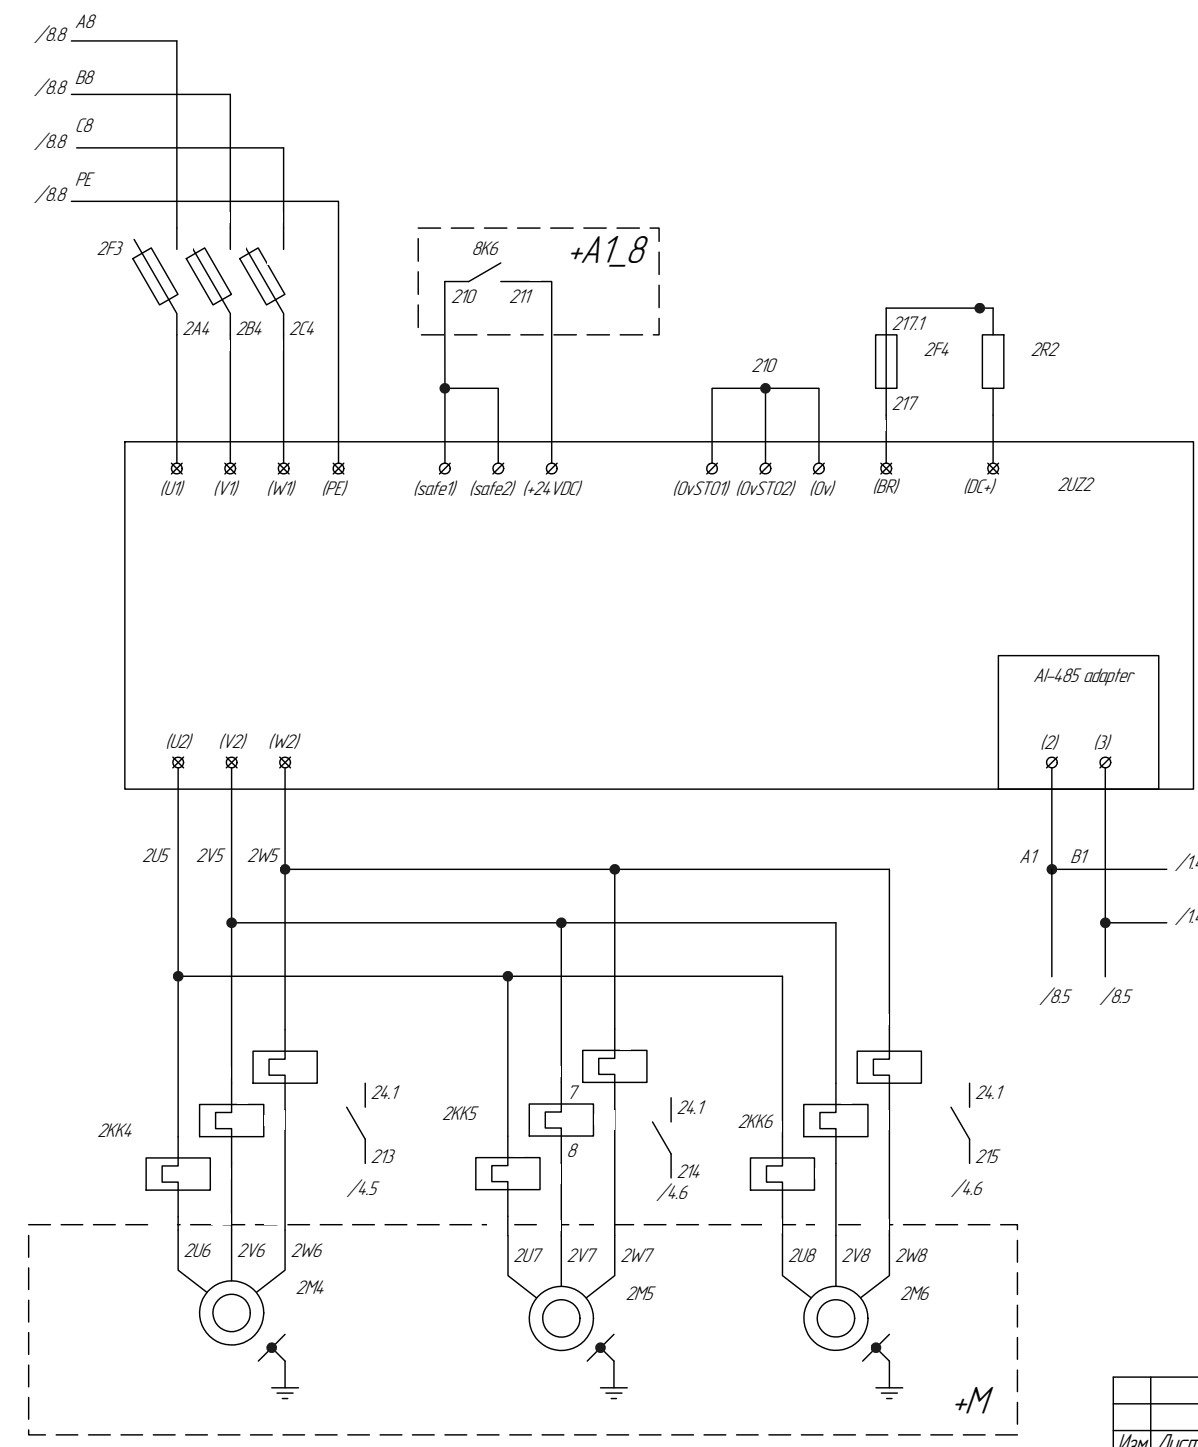 A8
/8.8
B8
/8.8
C8
/8.8
PE
/8.8
2F3
8K6
+A1_8
210
211
2A4
2B4
2C4
217.1
2F4
2R2
210
217
(U1)
(V1)
(W1)
(PE)
(safe1)
(safe2)
(+24VDC)
(0vSTO1)
(0vSTO2)
(0v)
(BR)
(DC+)
2UZ2
AI-485 adapter
(U2)
(V2)
(W2)
(2)
(3)
2U5
2V5
2W5
A1
B1
/8.5
/8.5
24.1
7
24.1
24.1
2KK4
2KK5
2KK6
8
213
214
215
/4.5
/4.6
/4.6
2U6
2V6
2W6
2U7
2V7
2W7
2U8
2V8
2W8
2M4
2M5
2M6
+M
Изм
Лист